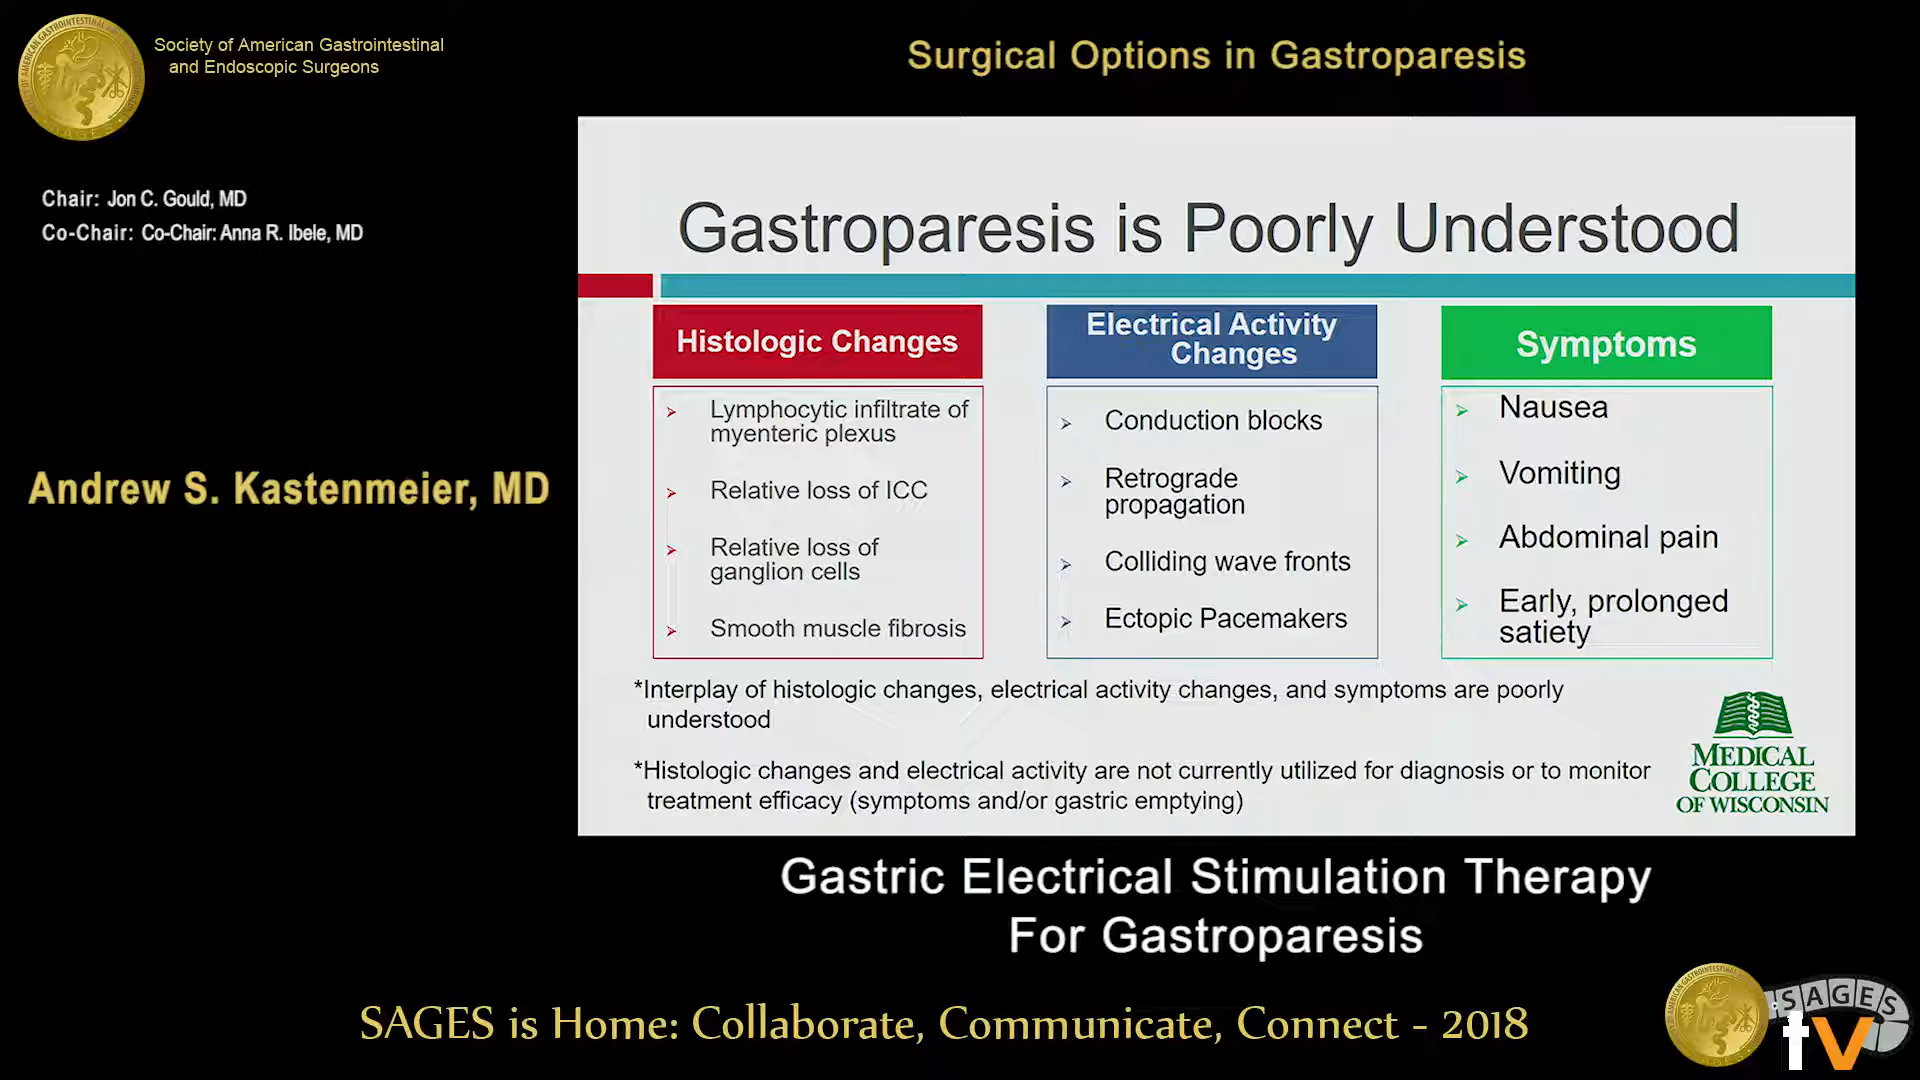 Society of American Gastrointestinal
and Endoscopic Surgeons
Surgical Options in Gastroparesis
Chair: Jon C. Gould, MD
Co-Chair: Co-Chair: Anna R. Ibele, MD
Andrew S. Kastenmeier, MD
Gastroparesis is Poorly Understood
Histologic Changes
Lymphocytic infiltrate of
myenteric plexus
Relative loss of ICC
Relative loss of
ganglion cells
Smooth muscle fibrosis
Electrical Activity
Changes
Conduction blocks
Retrograde
propagation
Colliding wave fronts
Ectopic Pacemakers
Symptoms
Nausea
Vomiting
Abdominal pain
Early, prolonged
satiety
*Interplay of histologic changes, electrical activity changes, and symptoms are poorly
understood
*Histologic changes and electrical activity are not currently utilized for diagnosis or to monitor
treatment efficacy (symptoms and/or gastric emptying)
MEDICAL
COLLEGE
OF WISCONSIN
Gastric Electrical Stimulation Therapy
For Gastroparesis
SAGES is Home: Collaborate, Communicate, Connect - 2018
SAGES
tv